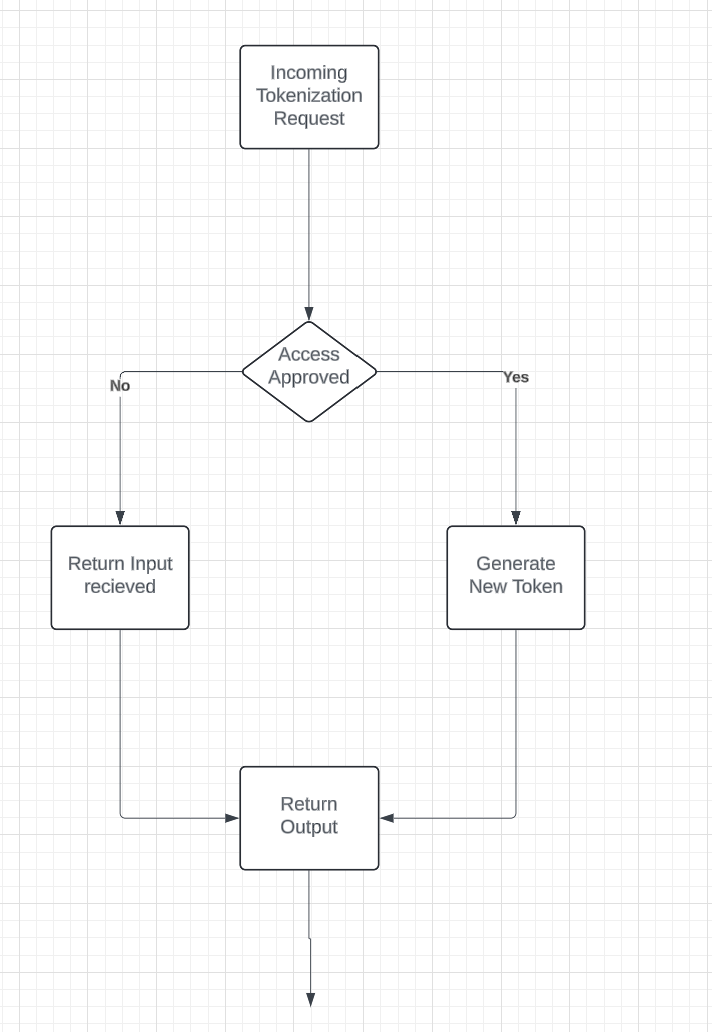 Incoming
Tokenization
Request
Access
Approved
No
Yes
Return Input
recieved
Generate
New Token
Return
Output